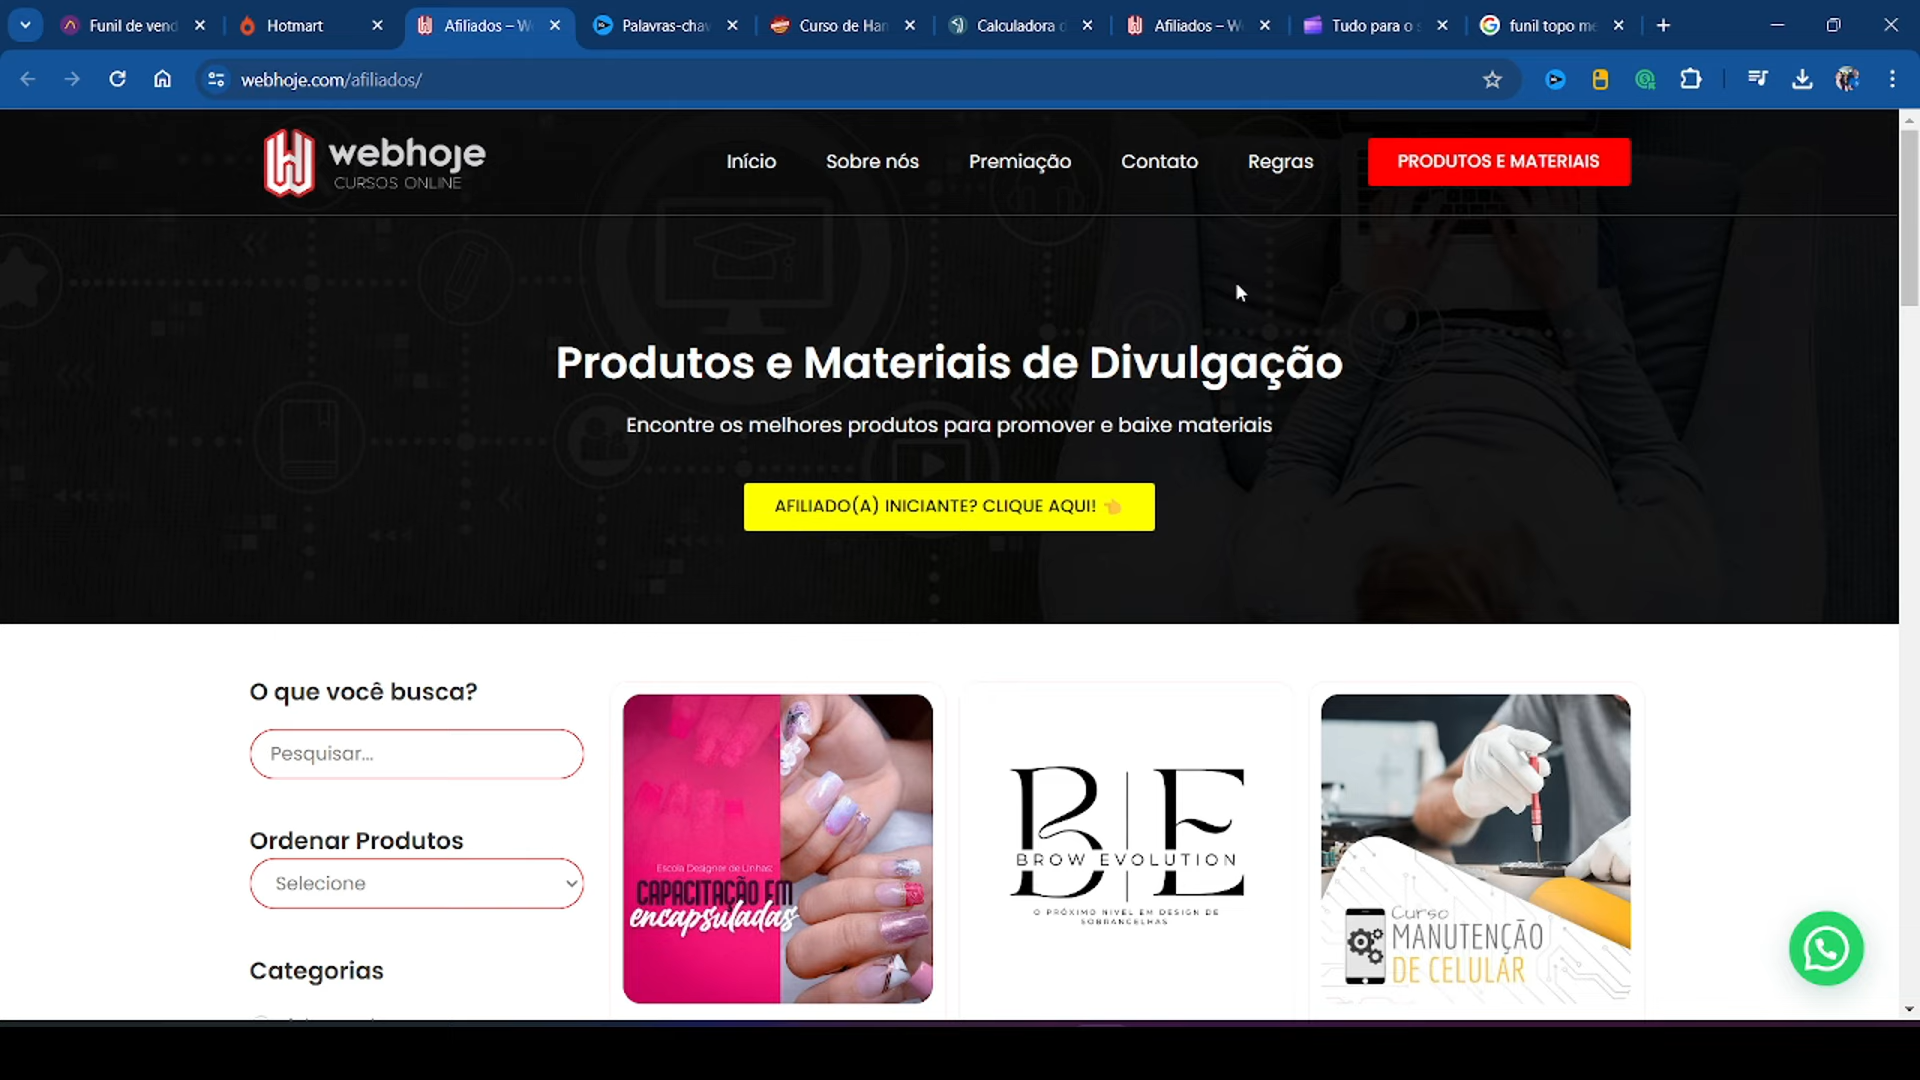 Funil de vend
Hotmart
Afiliados – W
Palavras-chav
Curso de Han
Calculadora
Afiliados – W
Tudo para o s
funil topo me
webhoje.com/afiliados/
webhoje
CURSOS ONLINE
Início
Sobre nós
Premiação
Contato
Regras
PRODUTOS E MATERIAIS
Produtos e Materiais de Divulgação
Encontre os melhores produtos para promover e baixe materiais
AFILIADO(A) INICIANTE? CLIQUE AQUI! 👈
O que você busca?
Pesquisar...
Ordenar Produtos
Selecione
Categorias
Escola Designer de Unhas:
CAPACITAÇÃO EM
encapsuladas
B E
BROW EVOLUTION
O PRÓXIMO NIVEL EM DESIGN DE
SOBRANCELHAS
Curso
MANUTENÇÃO
DE CELULAR